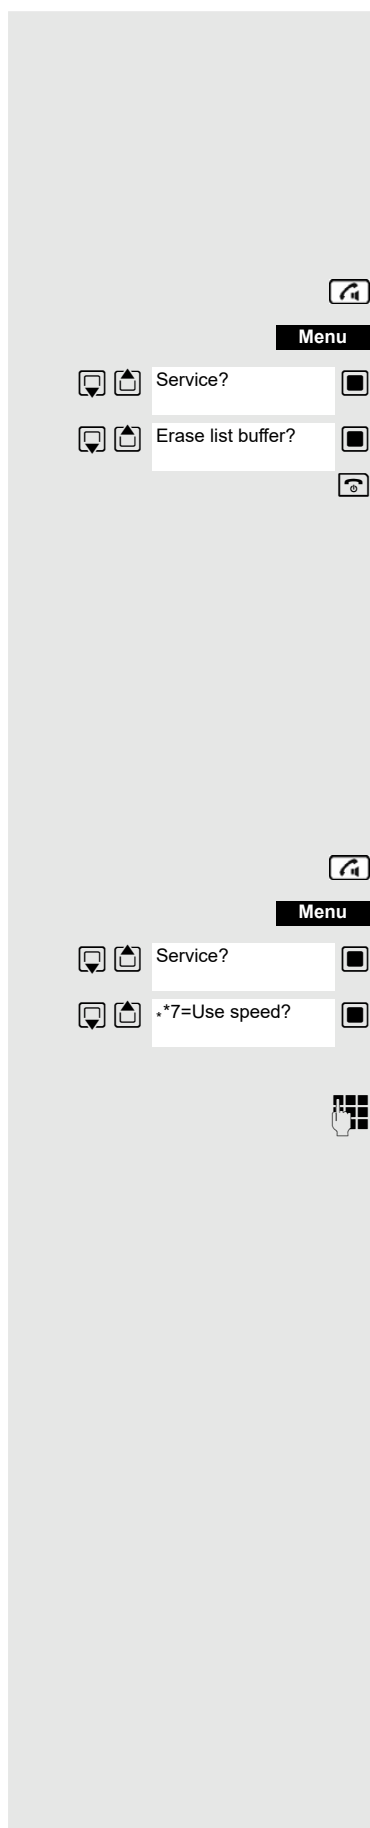 Menu
Service?
Erase list buffer?
Menu
Service?
**7=Use speed?